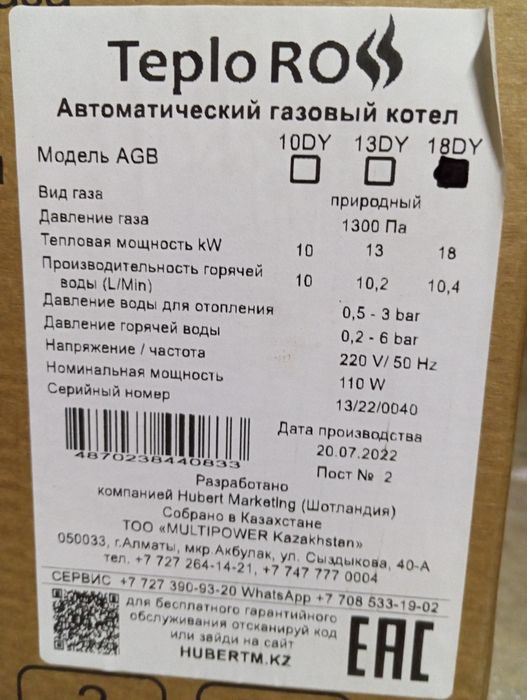 Teplo ROSS
Автоматический газовый котел
10DY 13DY 18DY
Модель AGB
Вид газа природный
Давление газа 1300 Па
Тепловая мощность kW 10 13 18
Производительность горячей
воды (L/Min) 10 10,2 10,4
Давление воды для отопления 0,5 - 3 bar
Давление горячей воды 0,2 - 6 bar
Напряжение / частота 220 V/ 50 Hz
Номинальная мощность 110 W
Серийный номер 13/22/0040
Дата производства
20.07.2022
4870238440833
Пост № 2
Разработано
компанией Hubert Marketing (Шотландия)
Собрано в Казахстане
ТОО «MULTIPOWER Kazakhstan»
050033, г.Алматы, мкр.Акбулак, ул. Сыздыкова, 40-А
тел. +7 727 264-14-21, +7 747 777 0004
СЕРВИС +7 727 390-93-20 WhatsApp +7 708 533-19-02
для бесплатного гарантийного
обслуживания отсканируй код
или зайди на сайт
HUBERTM.KZ
EAC